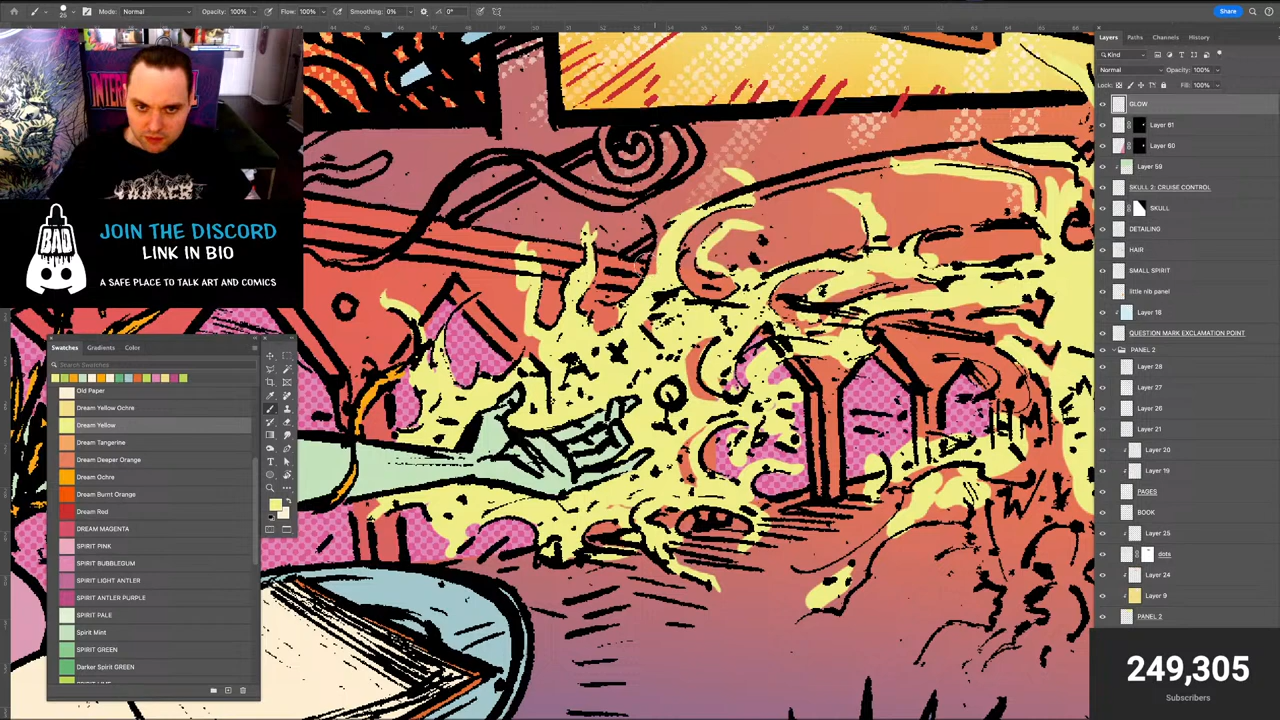 25
Mode: Normal
Opacity: 100%
Flow: 100%
Smoothing: 0%
0°
Share
JOIN THE DISCORD
LINK IN BIO
A SAFE PLACE TO TALK ART AND COMICS
BAD
Swatches Gradients Color
Search Swatches
Old Paper
Dream Yellow Ochre
Dream Yellow
Dream Tangerine
Dream Deeper Orange
Dream Ochre
Dream Burnt Orange
Dream Red
DREAM MAGENTA
SPIRIT PINK
SPIRIT BUBBLEGUM
SPIRIT LIGHT ANTLER
SPIRIT ANTLER PURPLE
SPIRIT PALE
Spirit Mint
SPIRIT GREEN
Darker Spirit GREEN
Layers Paths Channels History
Kind
Normal Opacity: 100%
Lock: Fill: 100%
GLOW
Layer 81
Layer 60
Layer 59
SKULL 2: CRUISE CONTROL
SKULL
DETAILING
HAIR
SMALL SPIRIT
little nib panel
Layer 18
QUESTION MARK EXCLAMATION POINT
PANEL 2
Layer 28
Layer 27
Layer 26
Layer 21
Layer 20
Layer 19
PAGES
BOOK
Layer 25
dots
Layer 24
Layer 9
PANEL 2
249,305
Subscribers